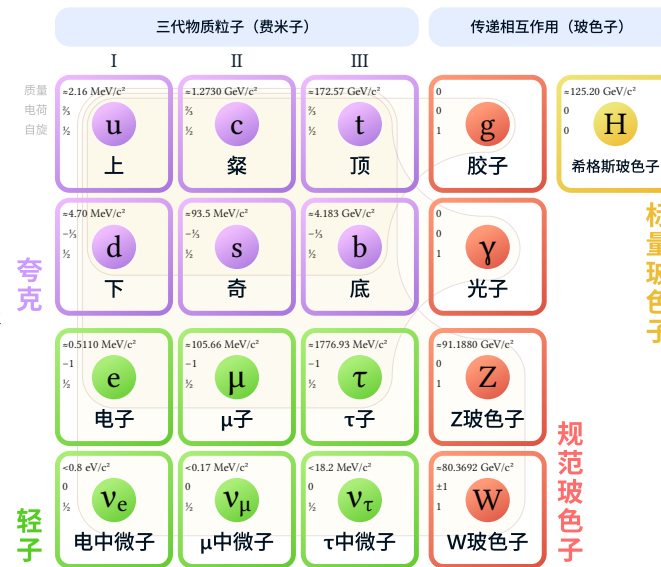 三代物质粒子（费米子）
传递相互作用（玻色子）
I
II
III
质量
电荷
自旋
≈2.16 MeV/c²
⅔
½
u
上
≈1.2730 GeV/c²
⅔
½
c
粲
≈172.57 GeV/c²
⅔
½
t
顶
0
0
1
g
胶子
≈125.20 GeV/c²
0
0
H
希格斯玻色子
夸克
≈4.70 MeV/c²
−⅓
½
d
下
≈93.5 MeV/c²
−⅓
½
s
奇
≈4.183 GeV/c²
−⅓
½
b
底
0
0
1
γ
光子
标量玻色子
轻子
≈0.5110 MeV/c²
−1
½
e
电子
≈105.66 MeV/c²
−1
½
μ
μ子
≈1776.93 MeV/c²
−1
½
τ
τ子
≈91.1880 GeV/c²
0
1
Z
Z玻色子
规范玻色子
<0.8 eV/c²
0
½
νe
电中微子
<0.17 MeV/c²
0
½
νμ
μ中微子
<18.2 MeV/c²
0
½
ντ
τ中微子
≈80.3692 GeV/c²
±1
1
W
W玻色子